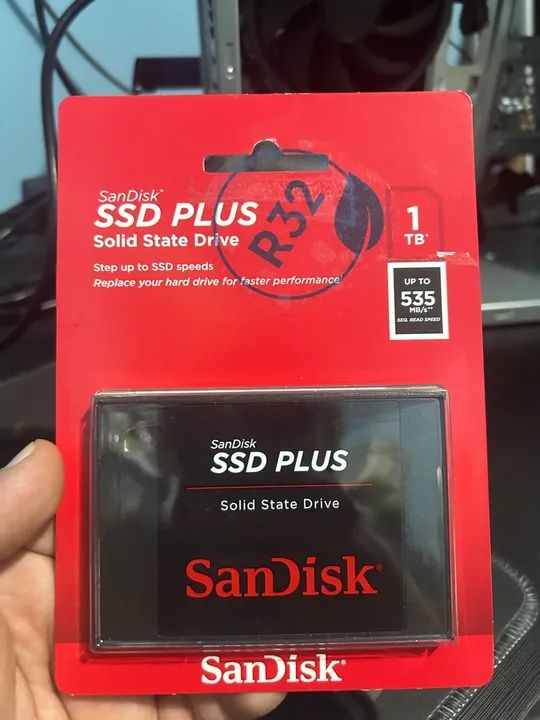 SanDisk®
SSD PLUS
Solid State Drive
Step up to SSD speeds
Replace your hard drive for faster performance¹
R32
1
TB*
UP TO
535
MB/s**
SEQ. READ SPEED
SanDisk
SSD PLUS
Solid State Drive
SanDisk®
SanDisk®